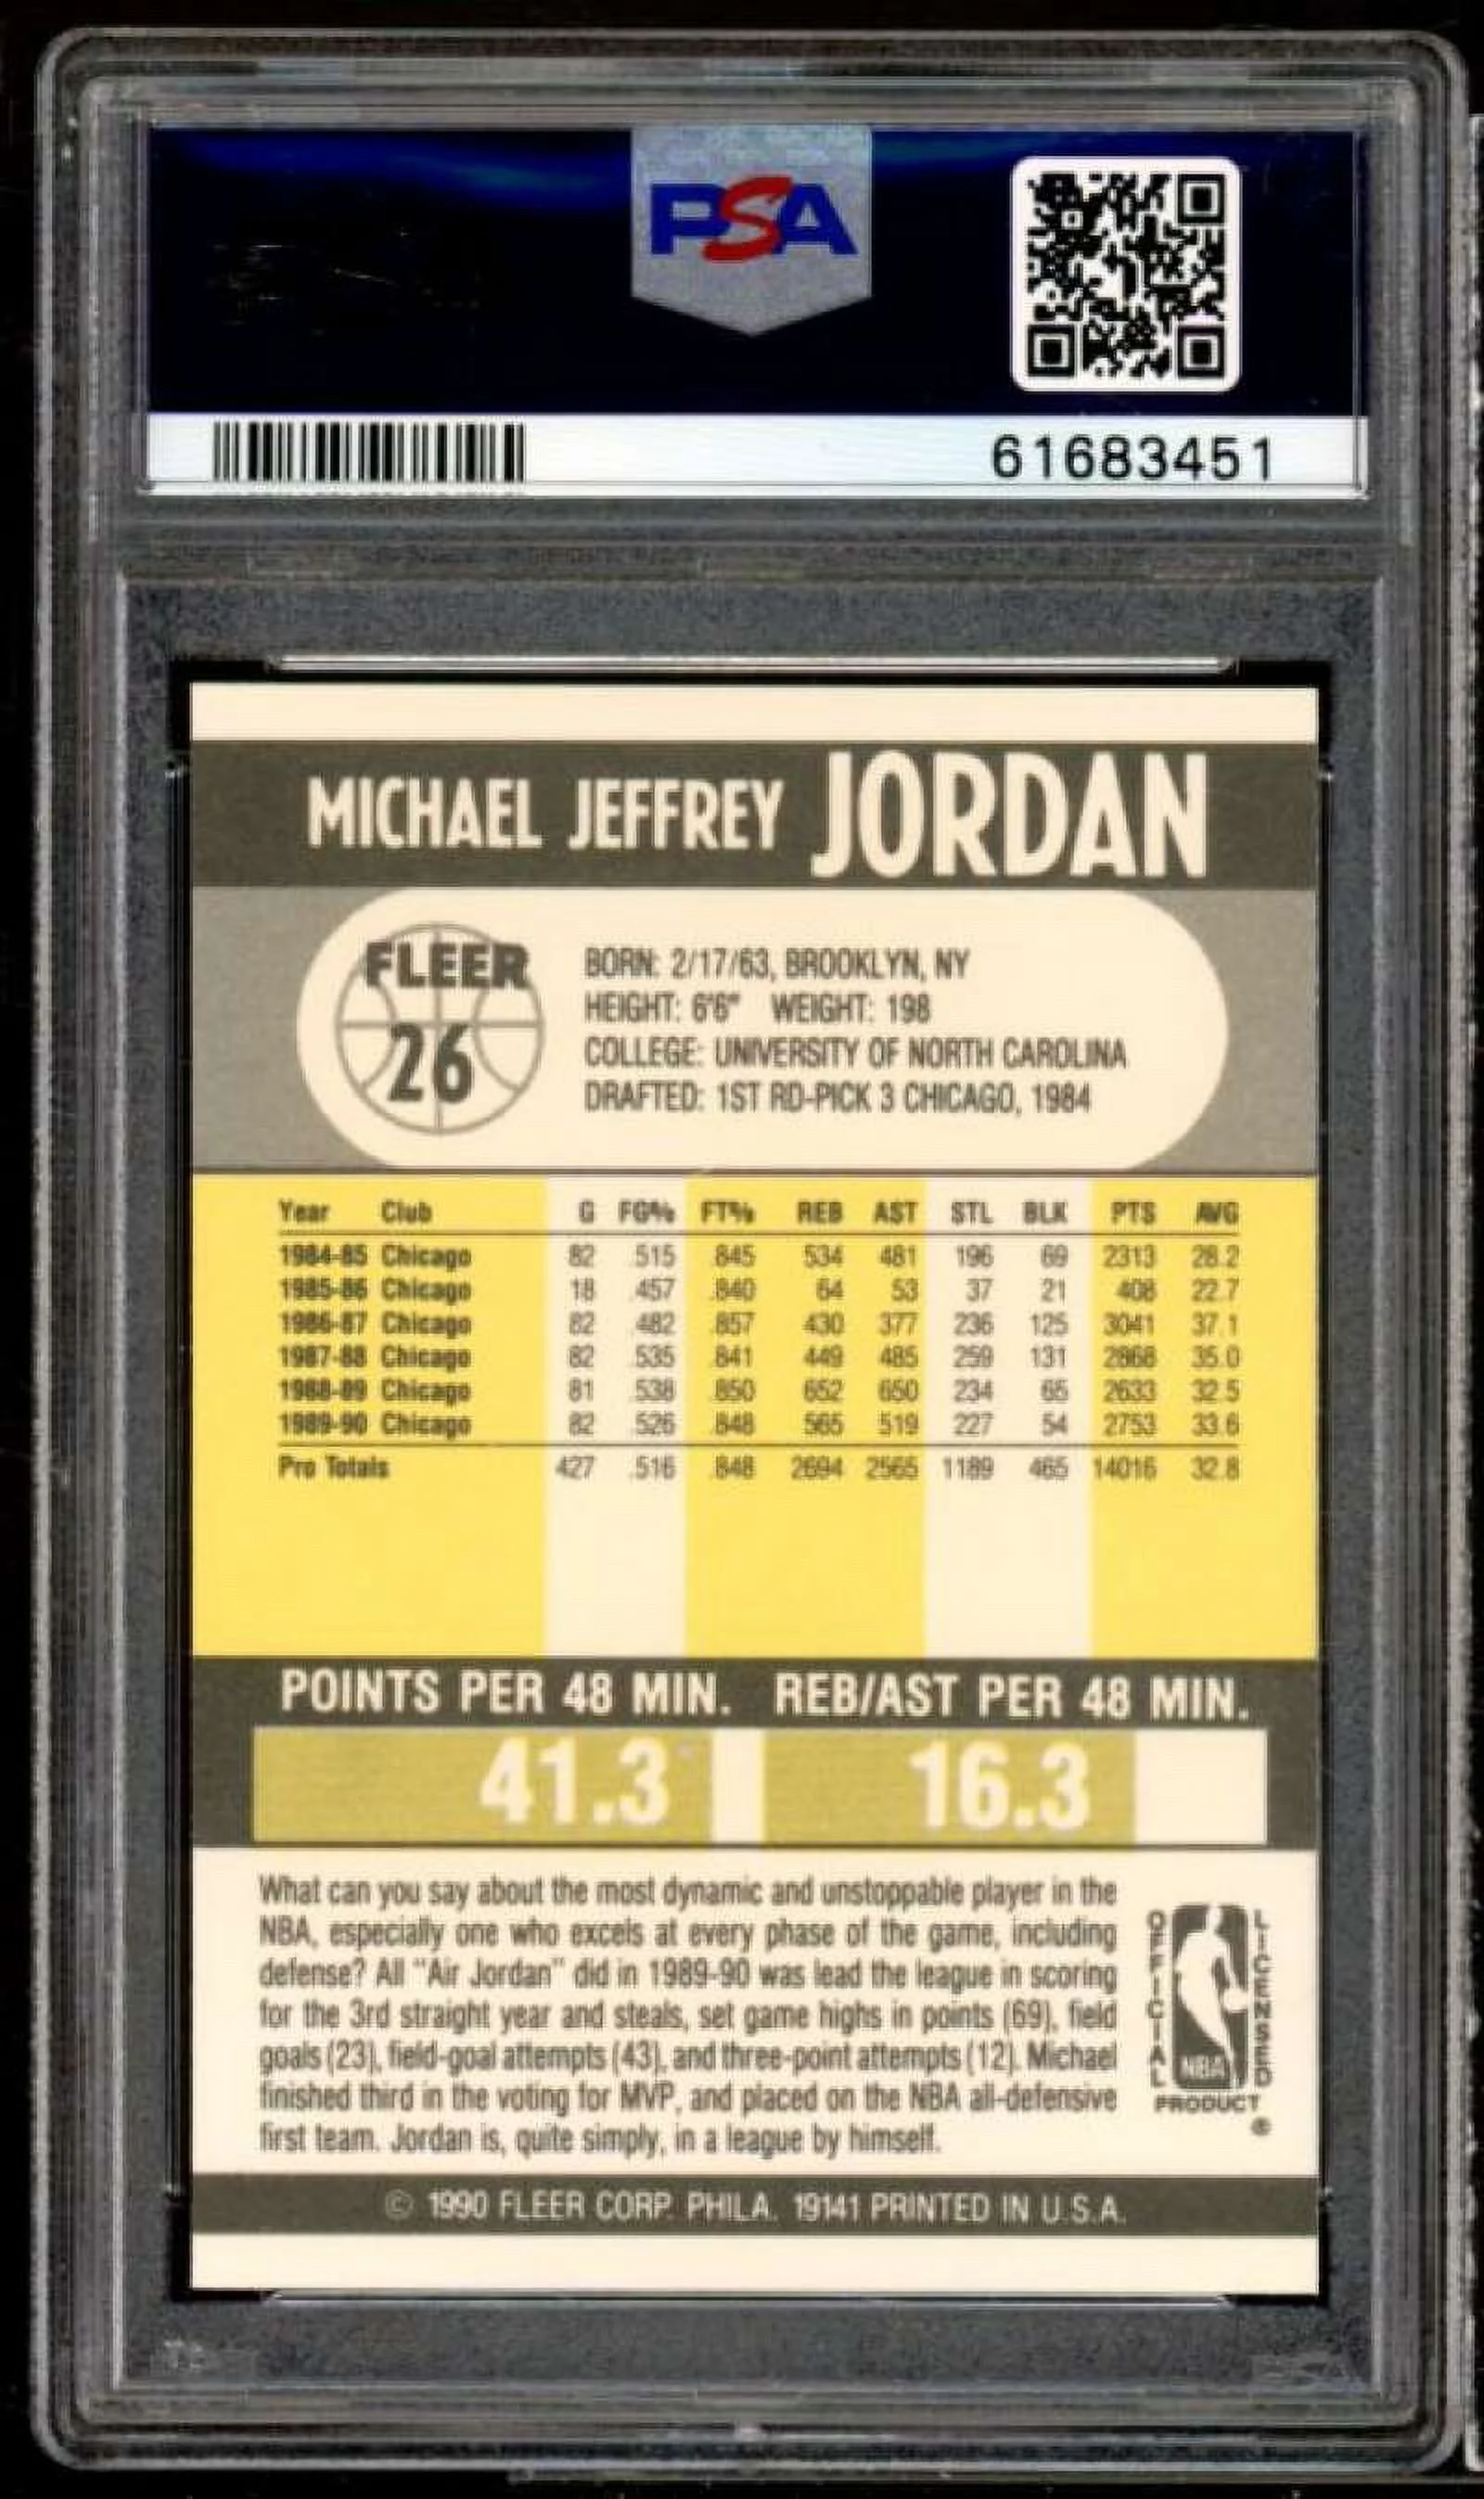 PSA
61683451
MICHAEL JEFFREY JORDAN
FLEER
26
BORN: 2/17/63, BROOKLYN, NY
HEIGHT: 6'6" WEIGHT: 198
COLLEGE: UNIVERSITY OF NORTH CAROLINA
DRAFTED: 1ST RD-PICK 3 CHICAGO, 1984
Year Club G FG% FT% REB AST STL BLK PTS AVG
1984-85 Chicago 82 .515 .845 534 481 196 69 2313 28.2
1985-86 Chicago 18 .457 .840 64 53 37 21 408 22.7
1986-87 Chicago 82 .482 .857 430 377 236 125 3041 37.1
1987-88 Chicago 82 .535 .841 449 485 259 131 2868 35.0
1988-89 Chicago 81 .538 .850 652 650 234 65 2633 32.5
1989-90 Chicago 82 .526 .848 565 519 227 54 2753 33.6
Pro Totals 427 .516 .848 2694 2565 1189 465 14016 32.8
POINTS PER 48 MIN. REB/AST PER 48 MIN.
41.3 16.3
What can you say about the most dynamic and unstoppable player in the
NBA, especially one who excels at every phase of the game, including
defense? All "Air Jordan" did in 1989-90 was lead the league in scoring
for the 3rd straight year and steals, set game highs in points (69), field
goals (23), field-goal attempts (43), and three-point attempts (12). Michael
finished third in the voting for MVP, and placed on the NBA all-defensive
first team. Jordan is, quite simply, in a league by himself.
OFFICIAL
LICENSED
NBA
PRODUCT
®
© 1990 FLEER CORP. PHILA. 19141 PRINTED IN U.S.A.
PSA